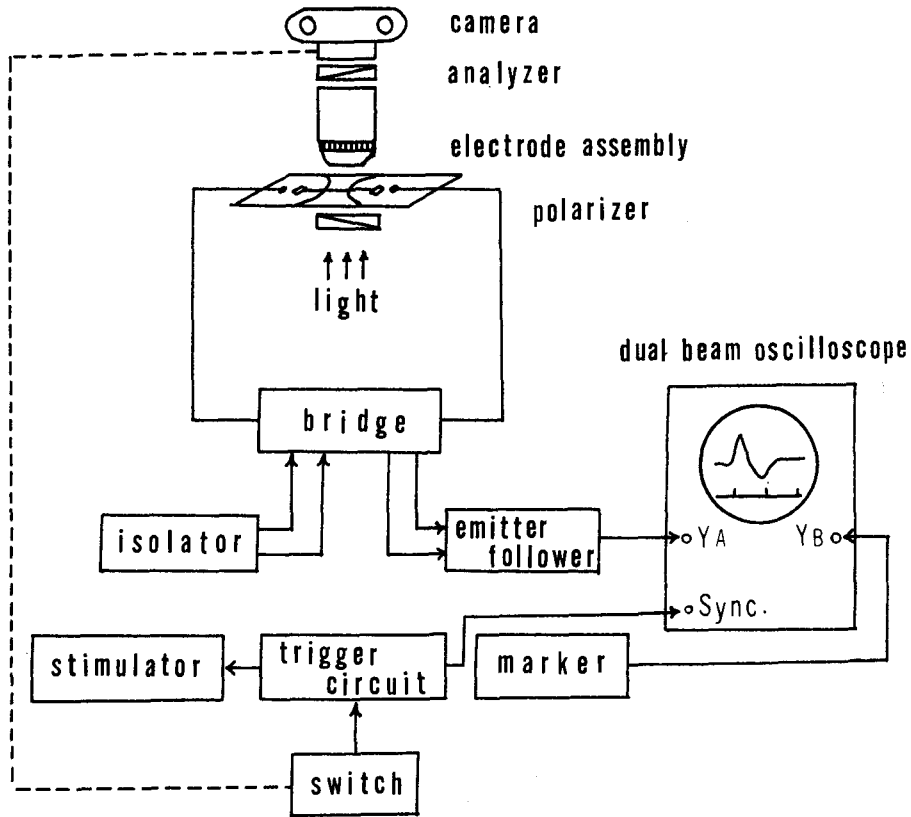 camera
analyzer
electrode assembly
polarizer
light
dual beam oscilloscope
bridge
isolator
emitter
follower
YA
YB
Sync.
stimulator
trigger
circuit
marker
switch